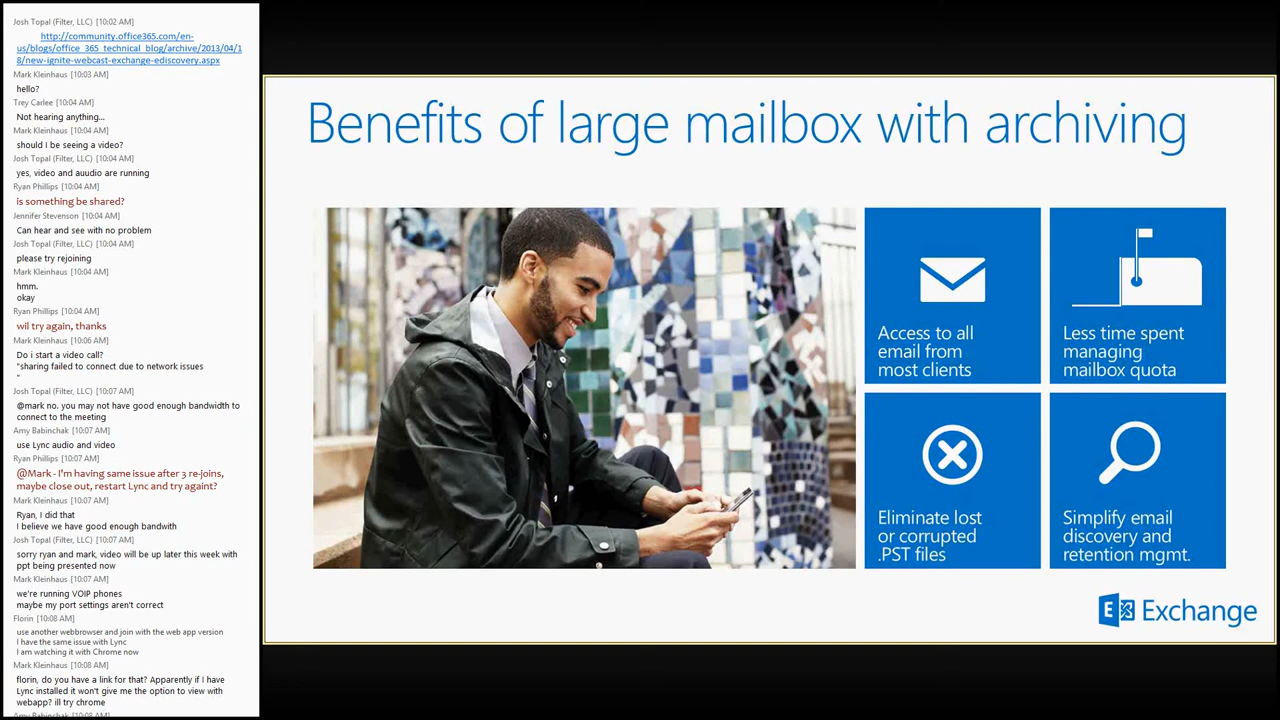 Josh Topal (Filter, LLC) [10:02 AM]
http://community.office365.com/en-
us/blogs/office_365_technical_blog/archive/2013/04/1
8/new-ignite-webcast-exchange-ediscovery.aspx
Mark Kleinhaus [10:03 AM]
hello?
Trey Carlee [10:04 AM]
Not hearing anything...
Mark Kleinhaus [10:04 AM]
should I be seeing a video?
Josh Topal (Filter, LLC) [10:04 AM]
yes, video and auudio are running
Ryan Phillips [10:04 AM]
is something be shared?
Jennifer Stevenson [10:04 AM]
Can hear and see with no problem
Josh Topal (Filter, LLC) [10:04 AM]
please try rejoining
Mark Kleinhaus [10:04 AM]
hmm.
okay
Ryan Phillips [10:04 AM]
wil try again, thanks
Mark Kleinhaus [10:06 AM]
Do i start a video call?
"sharing failed to connect due to network issues
"
Josh Topal (Filter, LLC) [10:07 AM]
@mark no. you may not have good enough bandwidth to
connect to the meeting
Amy Babinchak [10:07 AM]
use Lync audio and video
Ryan Phillips [10:07 AM]
@Mark - I'm having same issue after 3 re-joins,
maybe close out, restart Lync and try againt?
Mark Kleinhaus [10:07 AM]
Ryan, I did that
I believe we have good enough bandwith
Josh Topal (Filter, LLC) [10:07 AM]
sorry ryan and mark, video will be up later this week with
ppt being presented now
Mark Kleinhaus [10:07 AM]
we're running VOIP phones
maybe my port settings aren't correct
Florin [10:08 AM]
use another webbrowser and join with the web app version
I have the same issue with Lync
I am watching it with Chrome now
Mark Kleinhaus [10:08 AM]
florin, do you have a link for that? Apparently if I have
Lync installed it won't give me the option to view with
webapp? ill try chrome
Amy Babinchak [10:08 AM]
Benefits of large mailbox with archiving
Access to all
email from
most clients
Less time spent
managing
mailbox quota
Eliminate lost
or corrupted
.PST files
Simplify email
discovery and
retention mgmt.
Exchange